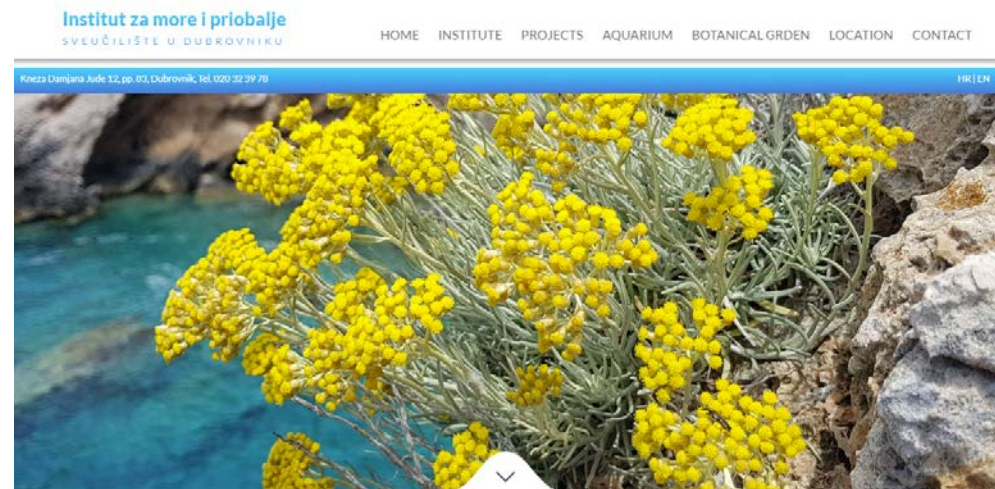 Institut za more i priobalje
SVEUČILIŠTE U DUBROVNIKU
HOME INSTITUTE PROJECTS AQUARIUM BOTANICAL GRDEN LOCATION CONTACT
Kneza Damjana Jude 12, pp. 83, Dubrovnik, Tel. 020 32 39 78 HR | EN